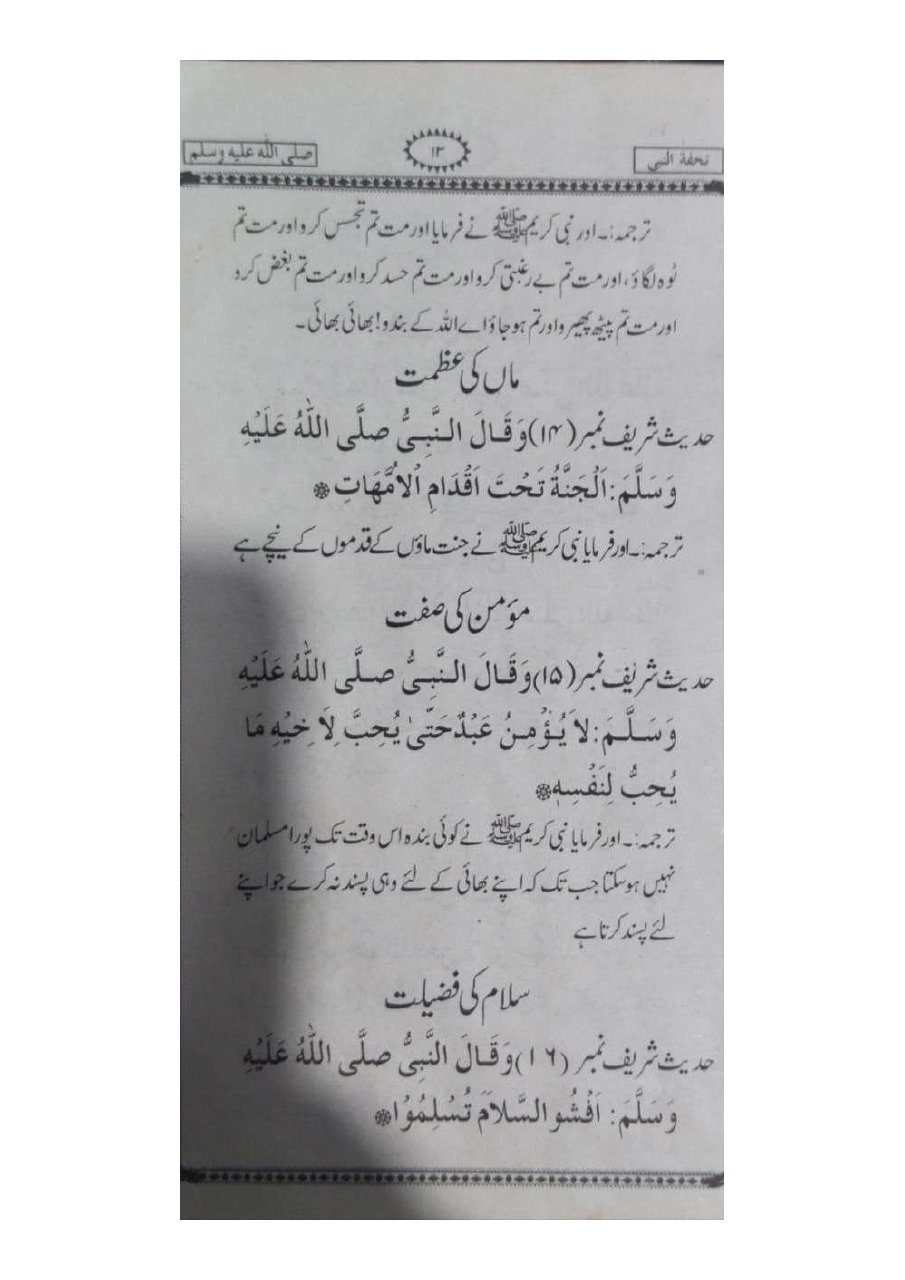 تحفة النبي
۱۳
صلى الله عليه وسلم
ترجمہ:۔ اور نبی کریم ﷺ نے فرمایا اور مت تم تجسس کرو اور مت تم
ٹوہ لگاؤ، اور مت تم بے رغبتی کرو اور مت تم حسد کرو اور مت تم بغض کرو
اور مت تم پیٹھ پھیرو اور تم ہو جاؤ اے اللہ کے بندو! بھائی بھائی۔
ماں کی عظمت
حدیث شریف نمبر (۱۴) وَقَالَ النَّبِىُّ صَلَّى اللّٰهُ عَلَيْهِ
وَسَلَّمَ: اَلْجَنَّةُ تَحْتَ اَقْدَامِ الْاُمَّهَاتِ ۞
ترجمہ:۔ اور فرمایا نبی کریم ﷺ نے جنت ماؤں کے قدموں کے نیچے ہے
مؤمن کی صفت
حدیث شریف نمبر (۱۵) وَقَالَ النَّبِىُّ صَلَّى اللّٰهُ عَلَيْهِ
وَسَلَّمَ: لَا يُؤْمِنُ عَبْدٌ حَتّٰى يُحِبَّ لِاَ خِيْهِ مَا
يُحِبُّ لِنَفْسِهٖ ۞
ترجمہ:۔ اور فرمایا نبی کریم ﷺ نے کوئی بندہ اس وقت تک پورا مسلمان
نہیں ہو سکتا جب تک کہ اپنے بھائی کے لئے وہی پسند نہ کرے جو اپنے
لئے پسند کرتا ہے
سلام کی فضیلت
حدیث شریف نمبر (۱۶) وَقَالَ النَّبِىُّ صَلَّى اللّٰهُ عَلَيْهِ
وَسَلَّمَ: اَفْشُو السَّلَامَ تُسْلِمُوْا ۞